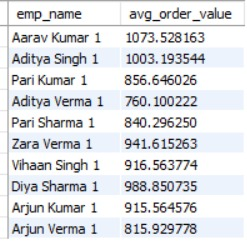 emp_name avg_order_value
Aarav Kumar 1 1073.528163
Aditya Singh 1 1003.193544
Pari Kumar 1 856.646026
Aditya Verma 1 760.100222
Pari Sharma 1 840.296250
Zara Verma 1 941.615263
Vihaan Singh 1 916.563774
Diya Sharma 1 988.850735
Arjun Kumar 1 915.564576
Arjun Verma 1 815.929778